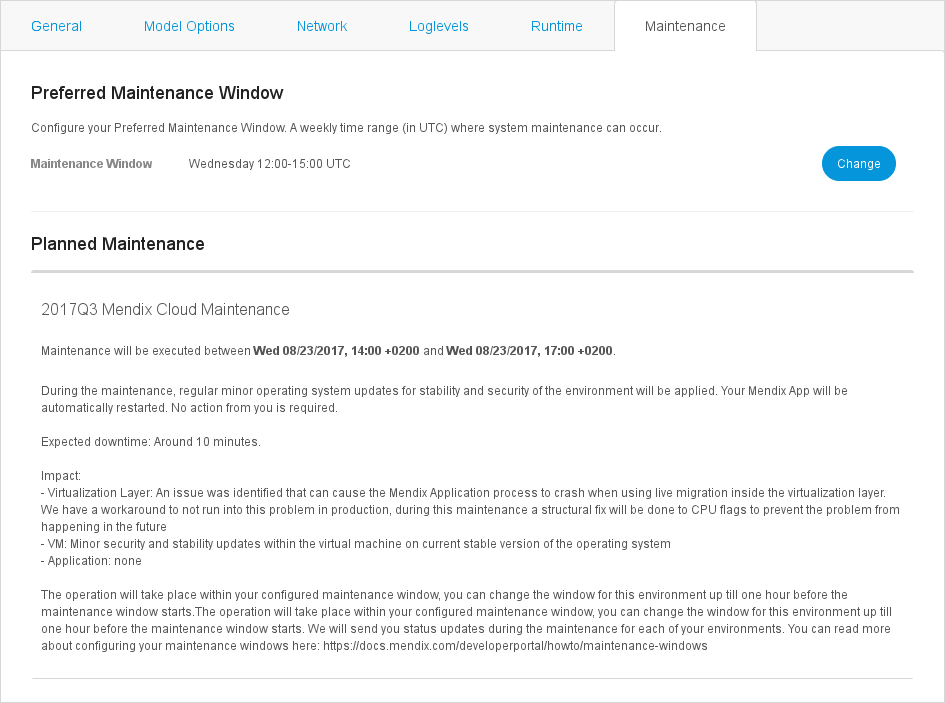 General Model Options Network Loglevels Runtime Maintenance
Preferred Maintenance Window
Configure your Preferred Maintenance Window. A weekly time range (in UTC) where system maintenance can occur.
Maintenance Window Wednesday 12:00-15:00 UTC Change
Planned Maintenance
2017Q3 Mendix Cloud Maintenance
Maintenance will be executed between Wed 08/23/2017, 14:00 +0200 and Wed 08/23/2017, 17:00 +0200.
During the maintenance, regular minor operating system updates for stability and security of the environment will be applied. Your Mendix App will be
automatically restarted. No action from you is required.
Expected downtime: Around 10 minutes.
Impact:
- Virtualization Layer: An issue was identified that can cause the Mendix Application process to crash when using live migration inside the virtualization layer.
We have a workaround to not run into this problem in production, during this maintenance a structural fix will be done to CPU flags to prevent the problem from
happening in the future
- VM: Minor security and stability updates within the virtual machine on current stable version of the operating system
- Application: none
The operation will take place within your configured maintenance window, you can change the window for this environment up till one hour before the
maintenance window starts.The operation will take place within your configured maintenance window, you can change the window for this environment up till
one hour before the maintenance window starts. We will send you status updates during the maintenance for each of your environments. You can read more
about configuring your maintenance windows here: https://docs.mendix.com/developerportal/howto/maintenance-windows